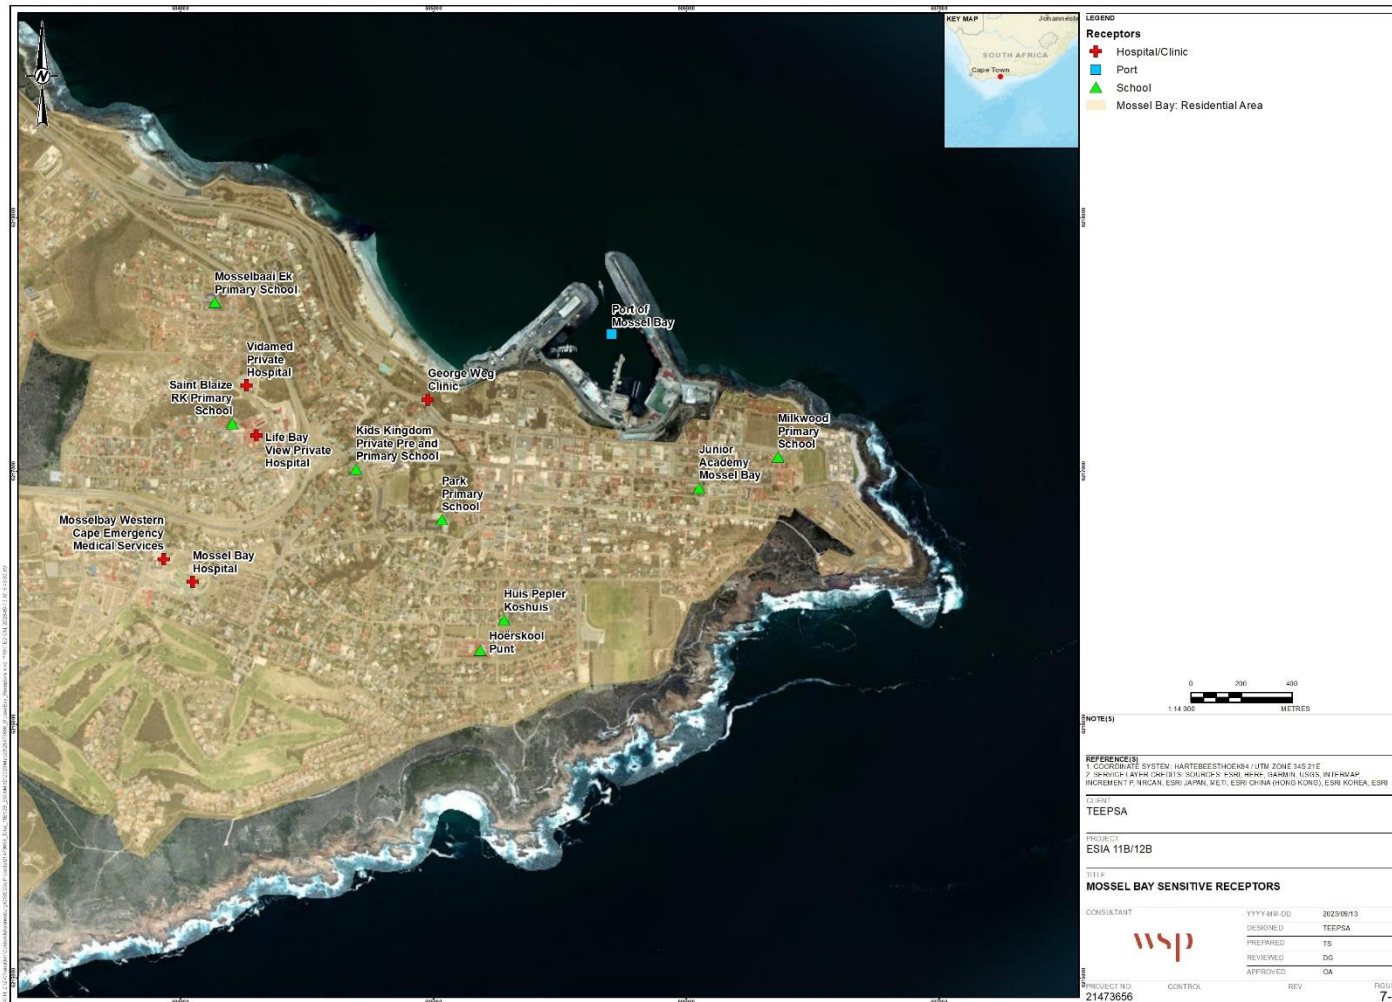 KEY MAP
Johannesb
SOUTH AFRICA
Cape Town
N
Mosselbaai Ek
Primary School
Vidamed
Private
Hospital
Saint Blaize
RK Primary
School
Life Bay
View Private
Hospital
George Weg
Clinic
Kids Kingdom
Private Pre and
Primary School
Park
Primary
School
Port of
Mossel Bay
Junior
Academy
Mossel Bay
Milkwood
Primary
School
Mosselbay Western
Cape Emergency
Medical Services
Mossel Bay
Hospital
Huis Pepler
Koshuis
Hoërskool
Punt
LEGEND
Receptors
Hospital/Clinic
Port
School
Mossel Bay: Residential Area
0 200 400
1:14 000 METRES
NOTE(S)
REFERENCE(S)
1. COORDINATE SYSTEM: HARTEBEESTHOEK94 / UTM ZONE 34S 21E
2. SERVICE LAYER CREDITS: SOURCES: ESRI, HERE, GARMIN, USGS, INTERMAP,
INCREMENT P, NRCAN, ESRI JAPAN, METI, ESRI CHINA (HONG KONG), ESRI KOREA, ESRI
CLIENT
TEEPSA
PROJECT
ESIA 11B/12B
TITLE
MOSSEL BAY SENSITIVE RECEPTORS
CONSULTANT
wsp
YYYY-MM-DD 2023/09/13
DESIGNED TEEPSA
PREPARED TS
REVIEWED DG
APPROVED OA
PROJECT NO. CONTROL REV FIGU
21473656 7-